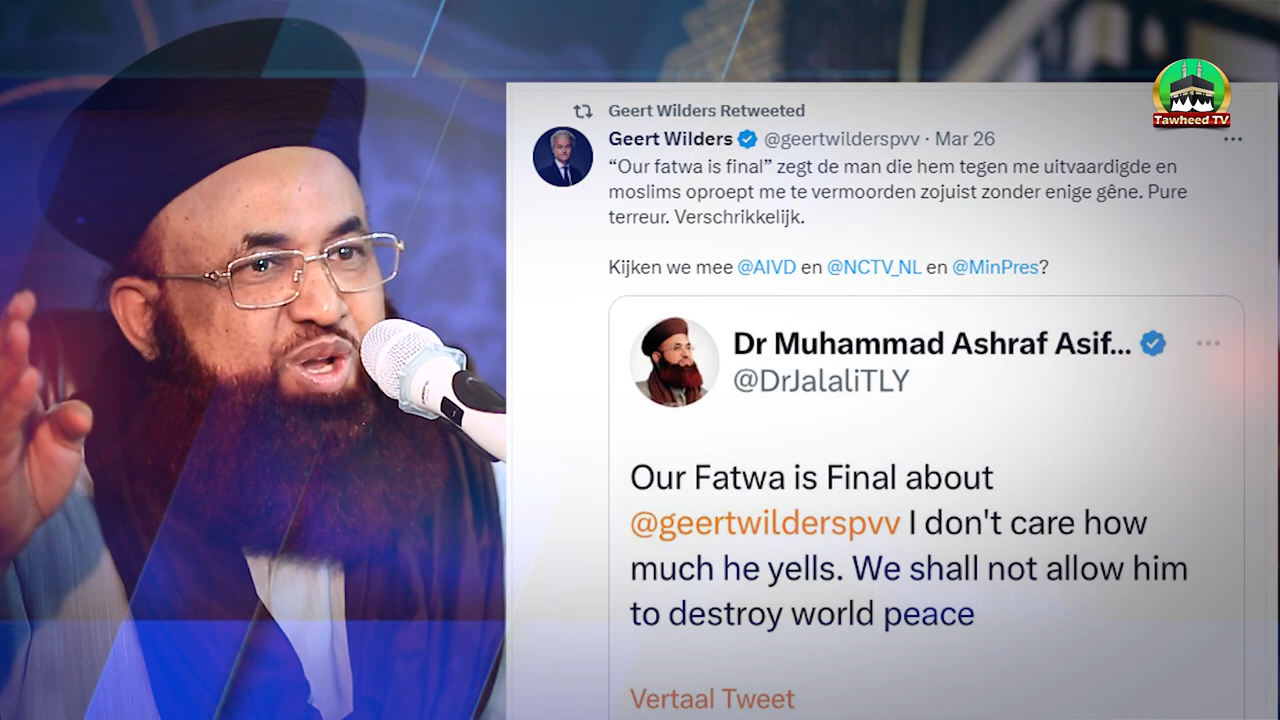 Tawheed TV
Geert Wilders Retweeted
Geert Wilders @geertwilderspvv · Mar 26
“Our fatwa is final” zegt de man die hem tegen me uitvaardigde en
moslims oproept me te vermoorden zojuist zonder enige gêne. Pure
terreur. Verschrikkelijk.
Kijken we mee @AIVD en @NCTV_NL en @MinPres?
Dr Muhammad Ashraf Asif...
@DrJalaliTLY
Our Fatwa is Final about
@geertwilderspvv I don't care how
much he yells. We shall not allow him
to destroy world peace
Vertaal Tweet